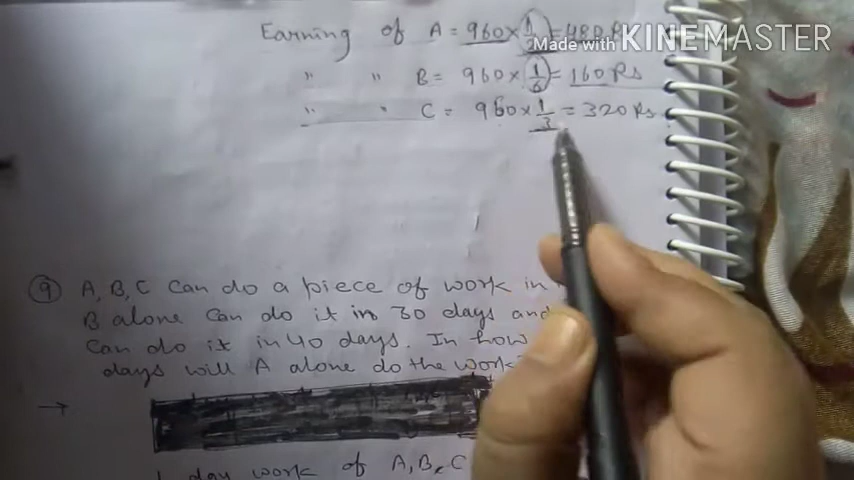 Earning of A = 960 × 1/2 = 480 Rs
Made with KINEMASTER
" " B = 960 × 1/6 = 160 Rs
" " C = 960 × 1/3 = 320 Rs.
9 A, B, C can do a piece of work in
B alone can do it in 30 days and
can do it in 40 days. In how
days will A alone do the work
→
1 day work of A, B, C